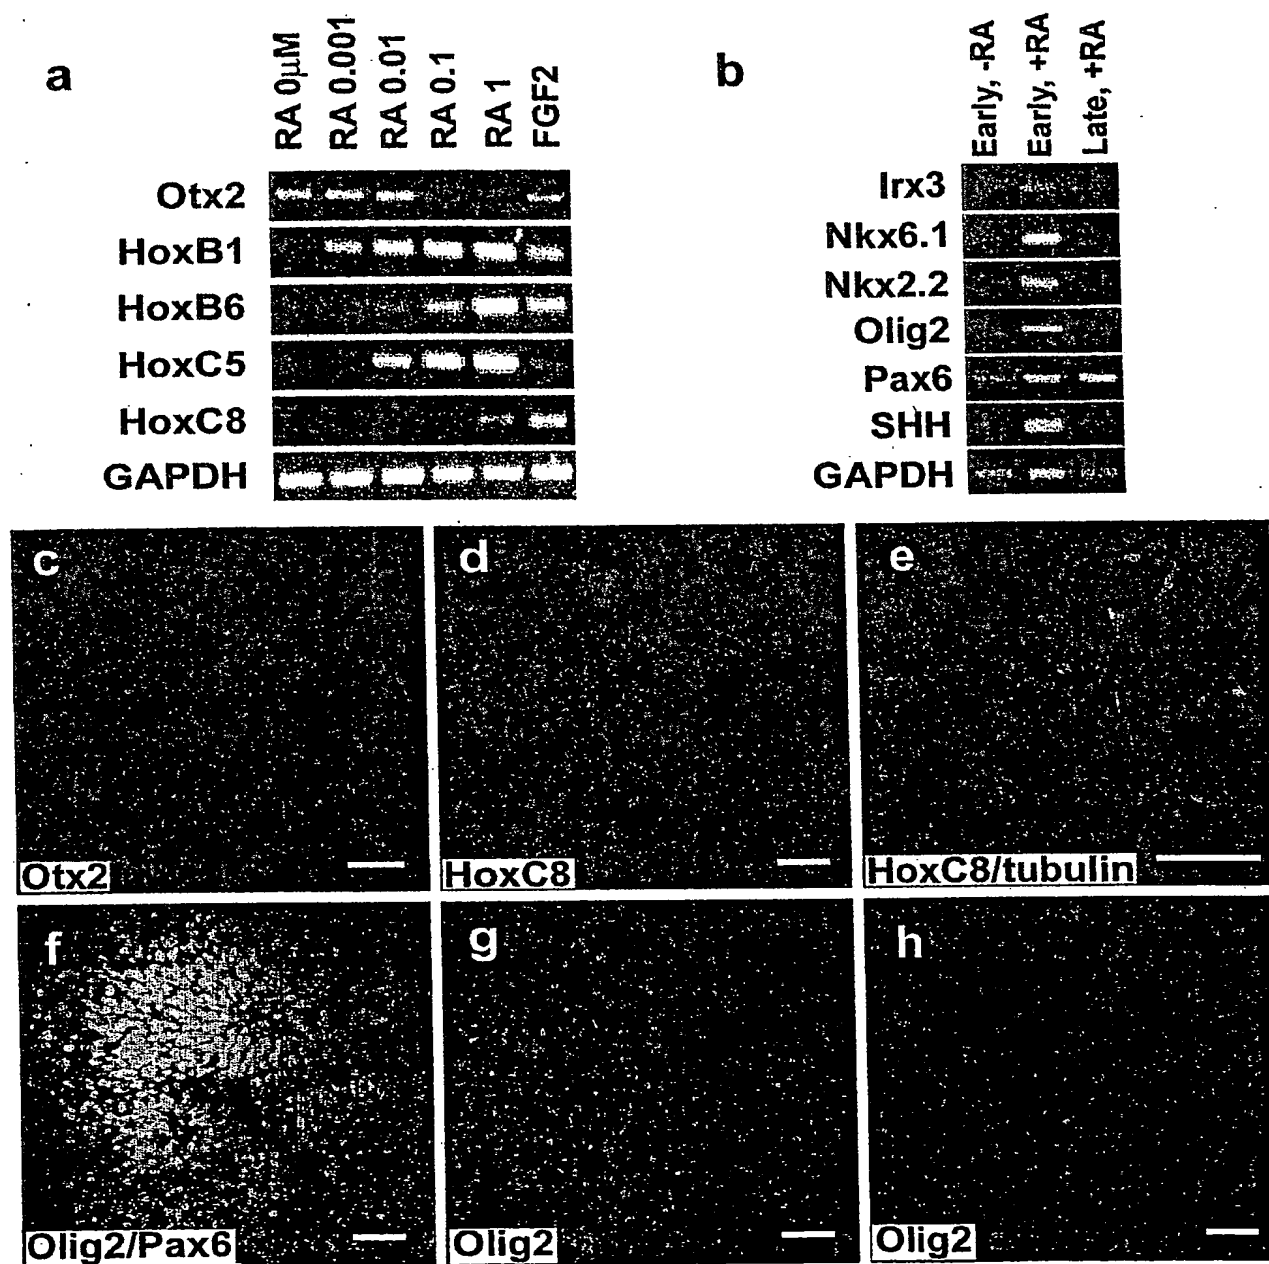 a
RA 0µM
RA 0.001
RA 0.01
RA 0.1
RA 1
FGF2
Otx2
HoxB1
HoxB6
HoxC5
HoxC8
GAPDH
b
Early, -RA
Early, +RA
Late, +RA
Irx3
Nkx6.1
Nkx2.2
Olig2
Pax6
SHH
GAPDH
c
Otx2
d
HoxC8
e
HoxC8/tubulin
f
Olig2/Pax6
g
Olig2
h
Olig2